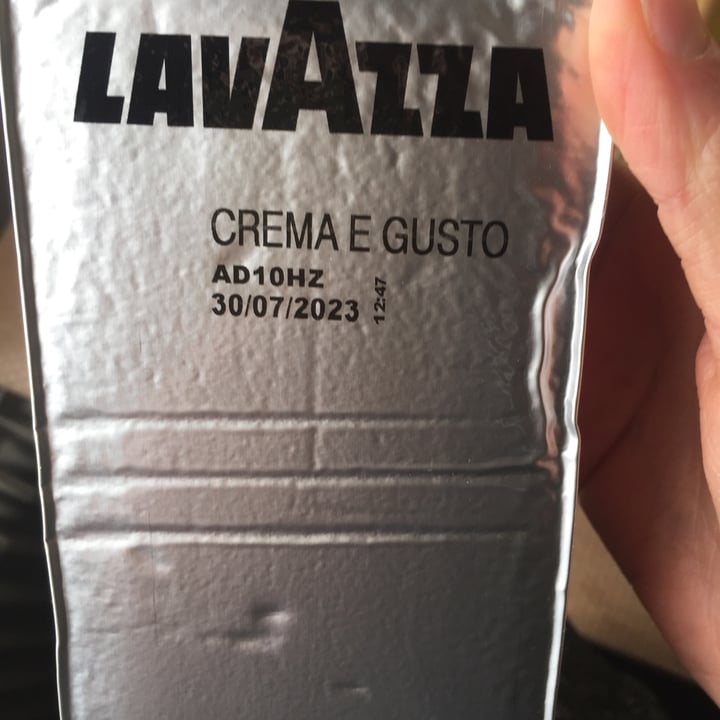 LAVAZZA
CREMA E GUSTO
AD10HZ
30/07/2023 12:47